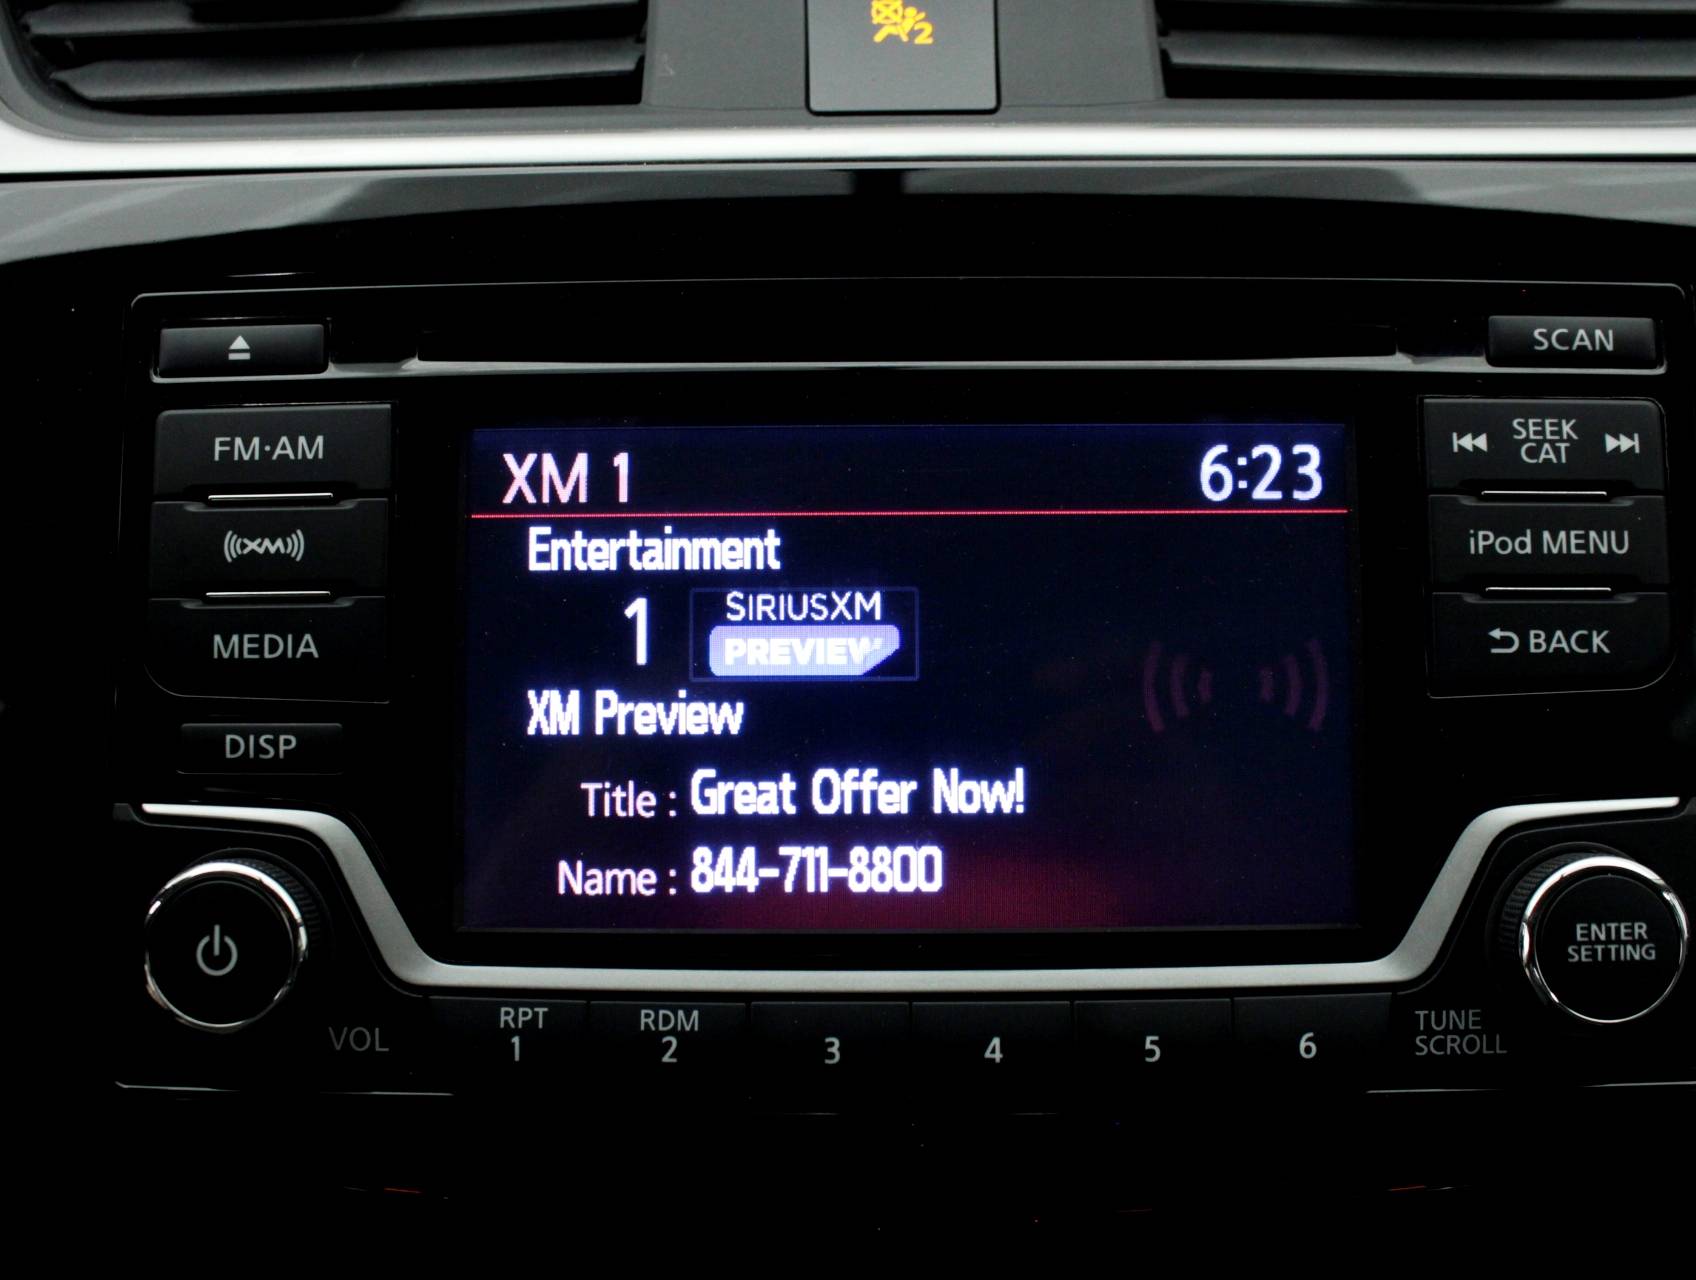 2
SCAN
FM·AM
SEEK
CAT
XM 1
6:23
Entertainment
((XM))
iPod MENU
1
SIRIUSXM
PREVIEW
MEDIA
BACK
XM Preview
DISP
Title : Great Offer Now!
Name : 844-711-8800
ENTER
SETTING
VOL
RPT
1
RDM
2
3
4
5
6
TUNE
SCROLL